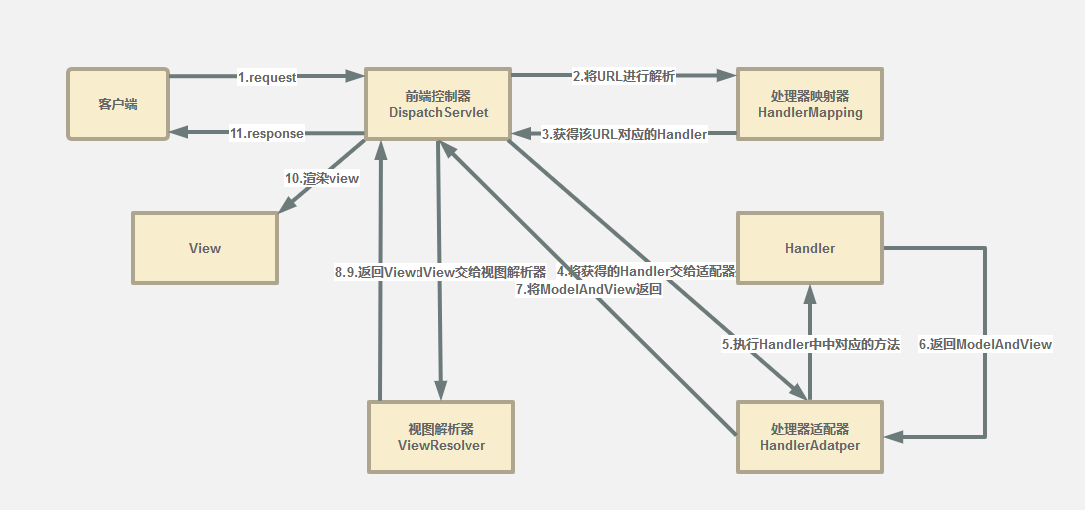 1.request
2.将URL进行解析
客户端
前端控制器
DispatchServlet
处理器映射器
HandlerMapping
11.response
3.获得该URL对应的Handler
10.渲染view
View
Handler
8.9.返回ViewdView交给视图解析器
4.将获得的Handler交给适配器
7.将ModelAndView返回
5.执行Handler中中对应的方法
6.返回ModelAndView
视图解析器
ViewResolver
处理器适配器
HandlerAdatper